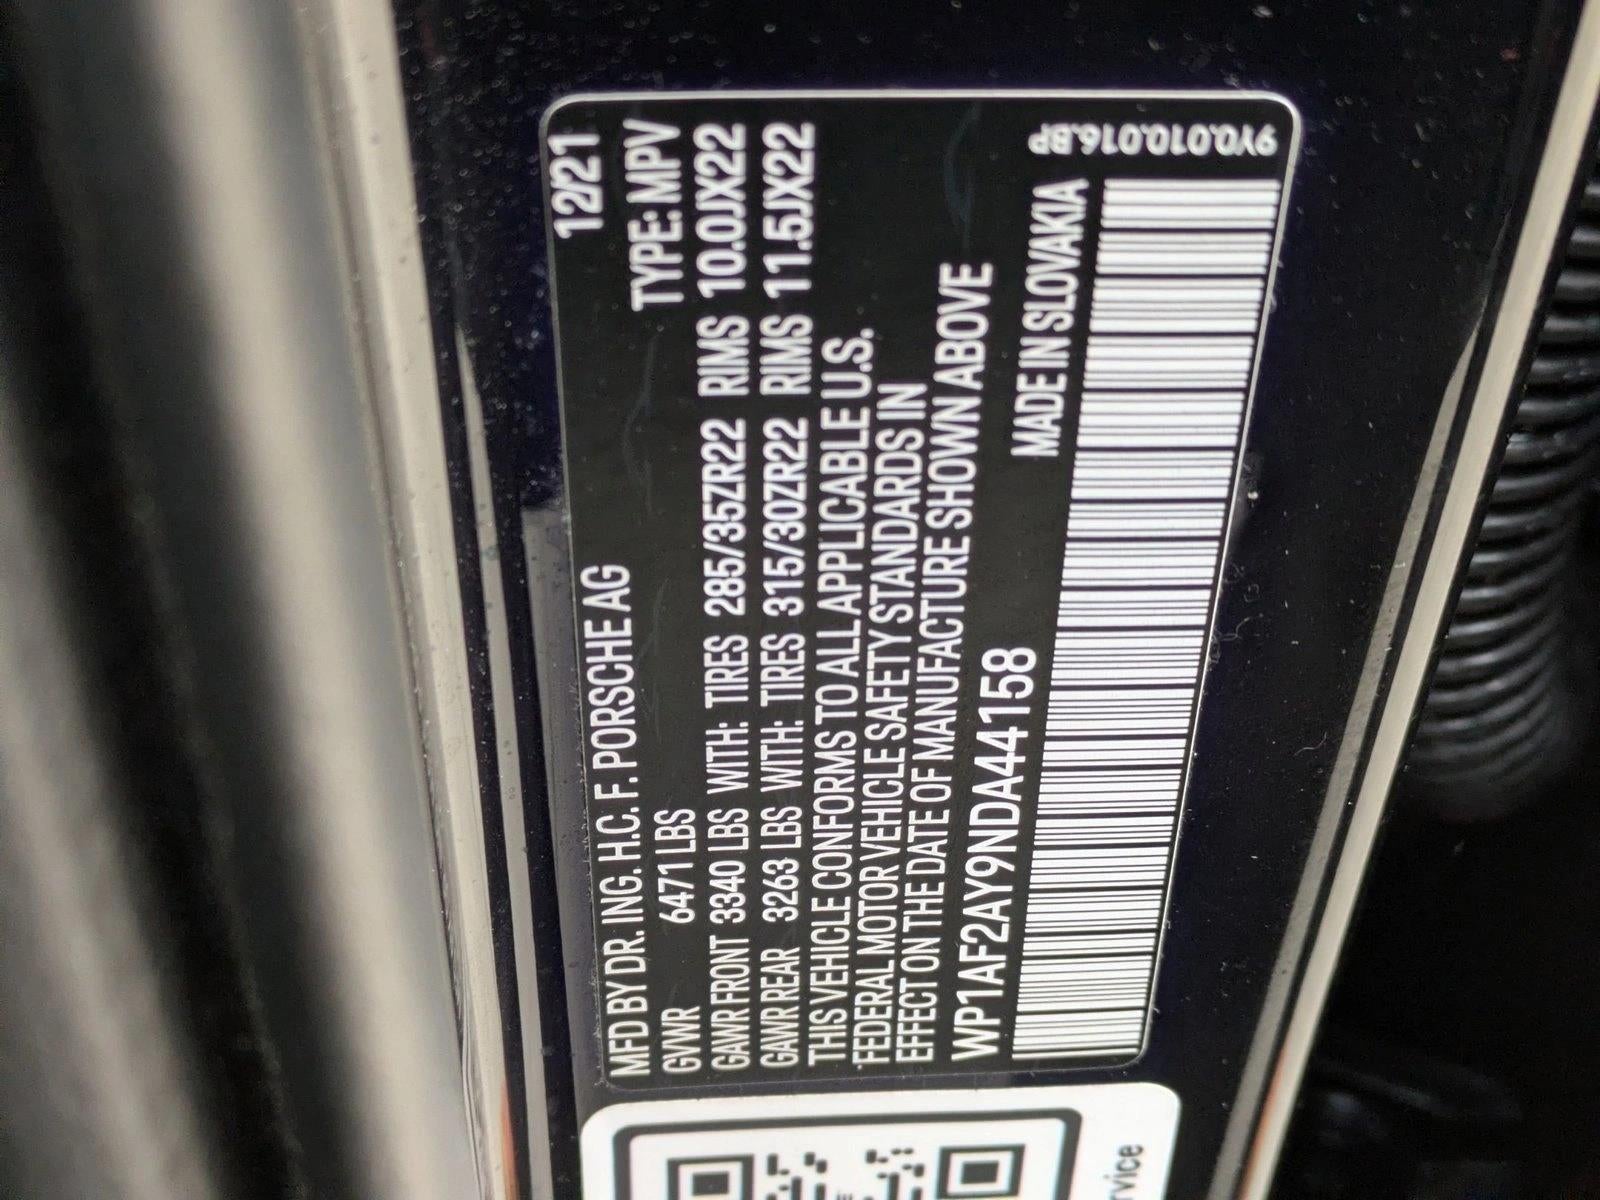 12/21
MFD BY DR. ING. H.C. F. PORSCHE AG
GVWR 6471 LBS TYPE: MPV
GAWR FRONT 3340 LBS WITH: TIRES 285/35ZR22 RIMS 10.0JX22
GAWR REAR 3263 LBS WITH: TIRES 315/30ZR22 RIMS 11.5JX22
THIS VEHICLE CONFORMS TO ALL APPLICABLE U.S.
FEDERAL MOTOR VEHICLE SAFETY STANDARDS IN
EFFECT ON THE DATE OF MANUFACTURE SHOWN ABOVE
WP1AF2AY9NDA44158 MADE IN SLOVAKIA
9Y0.010.016.BP